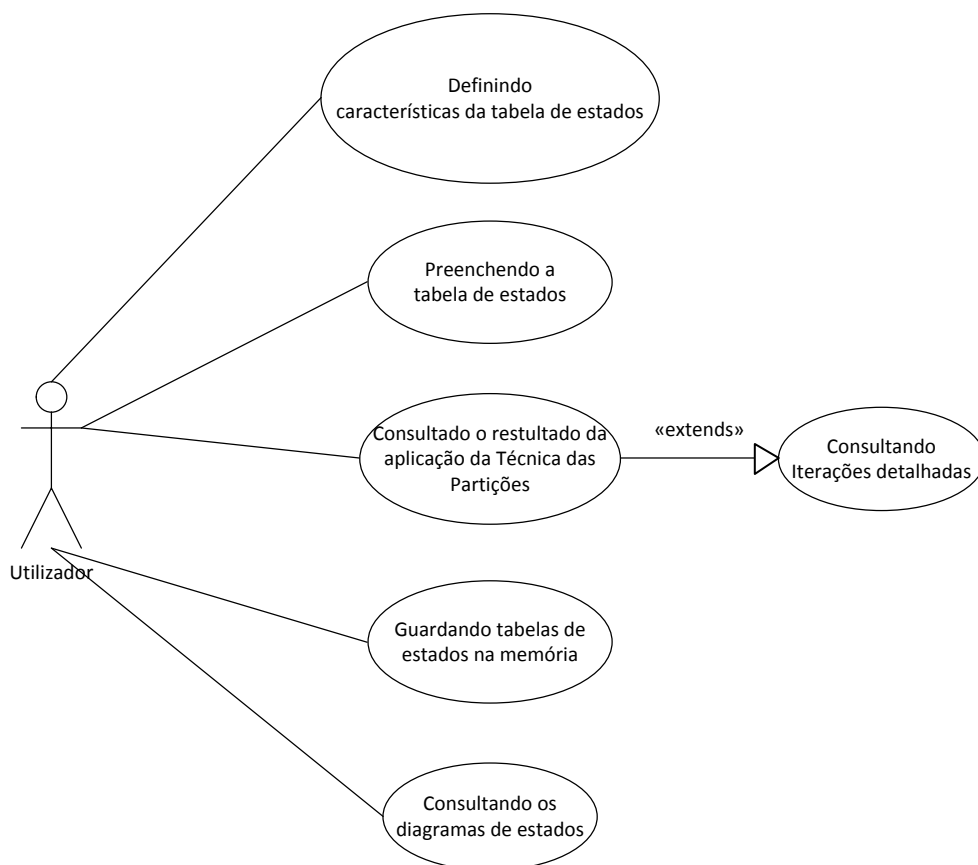 Definindo
características da tabela de estados
Preenchendo a
tabela de estados
Consultado o restultado da
aplicação da Técnica das
Partições
«extends»
Consultando
Iterações detalhadas
Utilizador
Guardando tabelas de
estados na memória
Consultando os
diagramas de estados